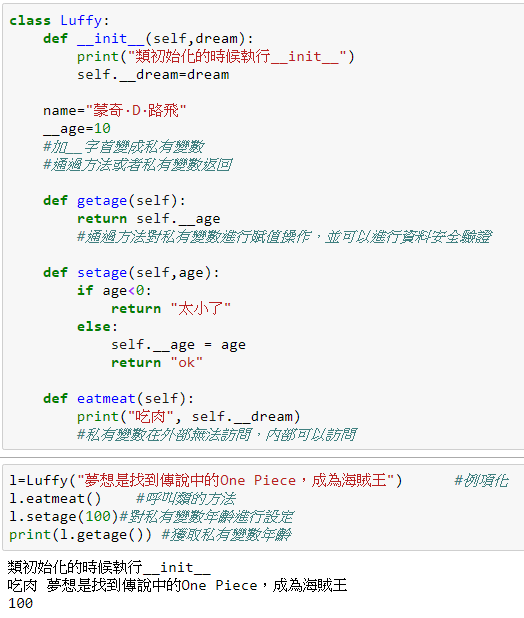 class Luffy:
    def __init__(self,dream):
        print("類初始化的時候執行__init__")
        self.__dream=dream
    name="蒙奇·D·路飛"
    __age=10
    #加__字首變成私有變數
    #通過方法或者私有變數返回
    def getage(self):
        return self.__age
        #通過方法對私有變數進行賦值操作，並可以進行資料安全驗證
    def setage(self,age):
        if age<0:
            return "太小了"
        else:
            self.__age = age
            return "ok"
    def eatmeat(self):
        print("吃肉", self.__dream)
        #私有變數在外部無法訪問，內部可以訪問
l=Luffy("夢想是找到傳說中的One Piece，成為海賊王")      #例項化
l.eatmeat()    #呼叫類的方法
l.setage(100)#對私有變數年齡進行設定
print(l.getage()) #獲取私有變數年齡
類初始化的時候執行__init__
吃肉 夢想是找到傳說中的One Piece，成為海賊王
100